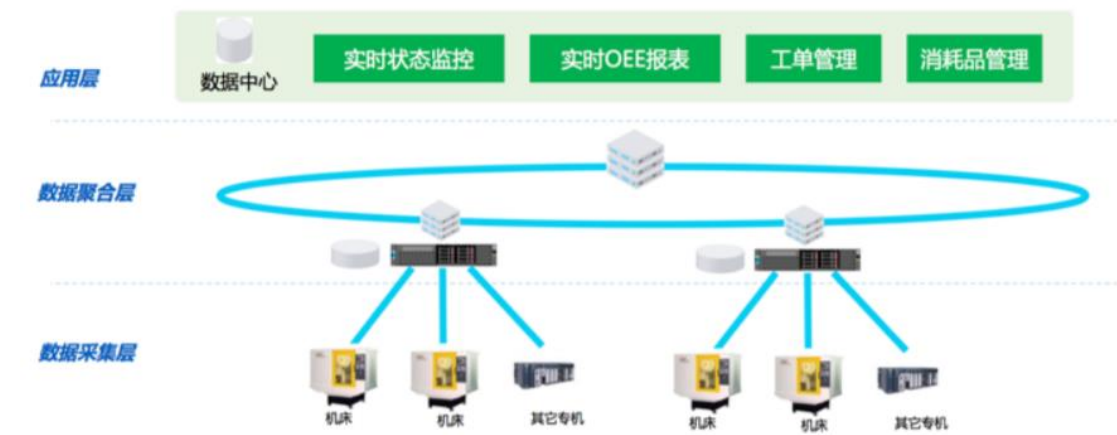 实时状态监控
实时OEE报表
工单管理
消耗品管理
数据中心
应用层
数据聚合层
数据采集层
机床
机床
其它专机
机床
机床
其它专机